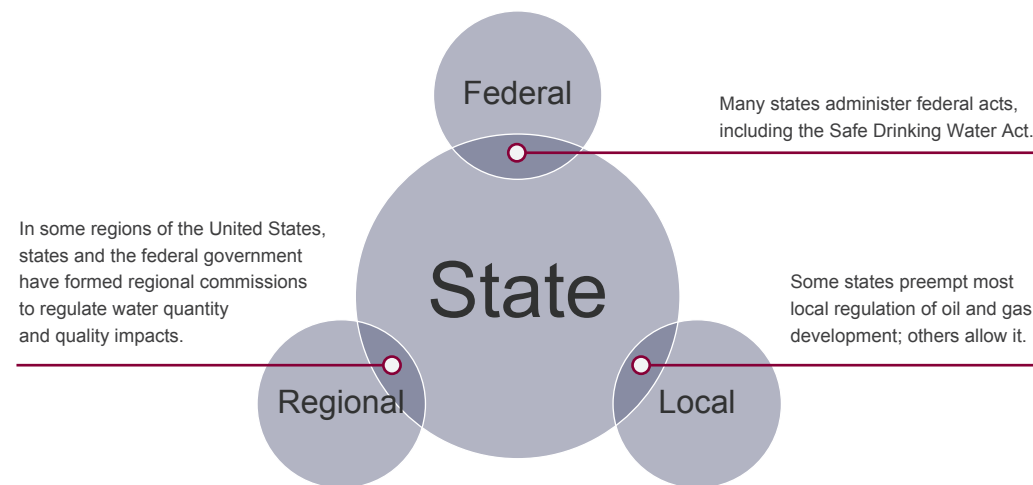 Federal
Many states administer federal acts,
including the Safe Drinking Water Act.
In some regions of the United States,
states and the federal government
have formed regional commissions
to regulate water quantity
and quality impacts.
State
Some states preempt most
local regulation of oil and gas
development; others allow it.
Regional
Local